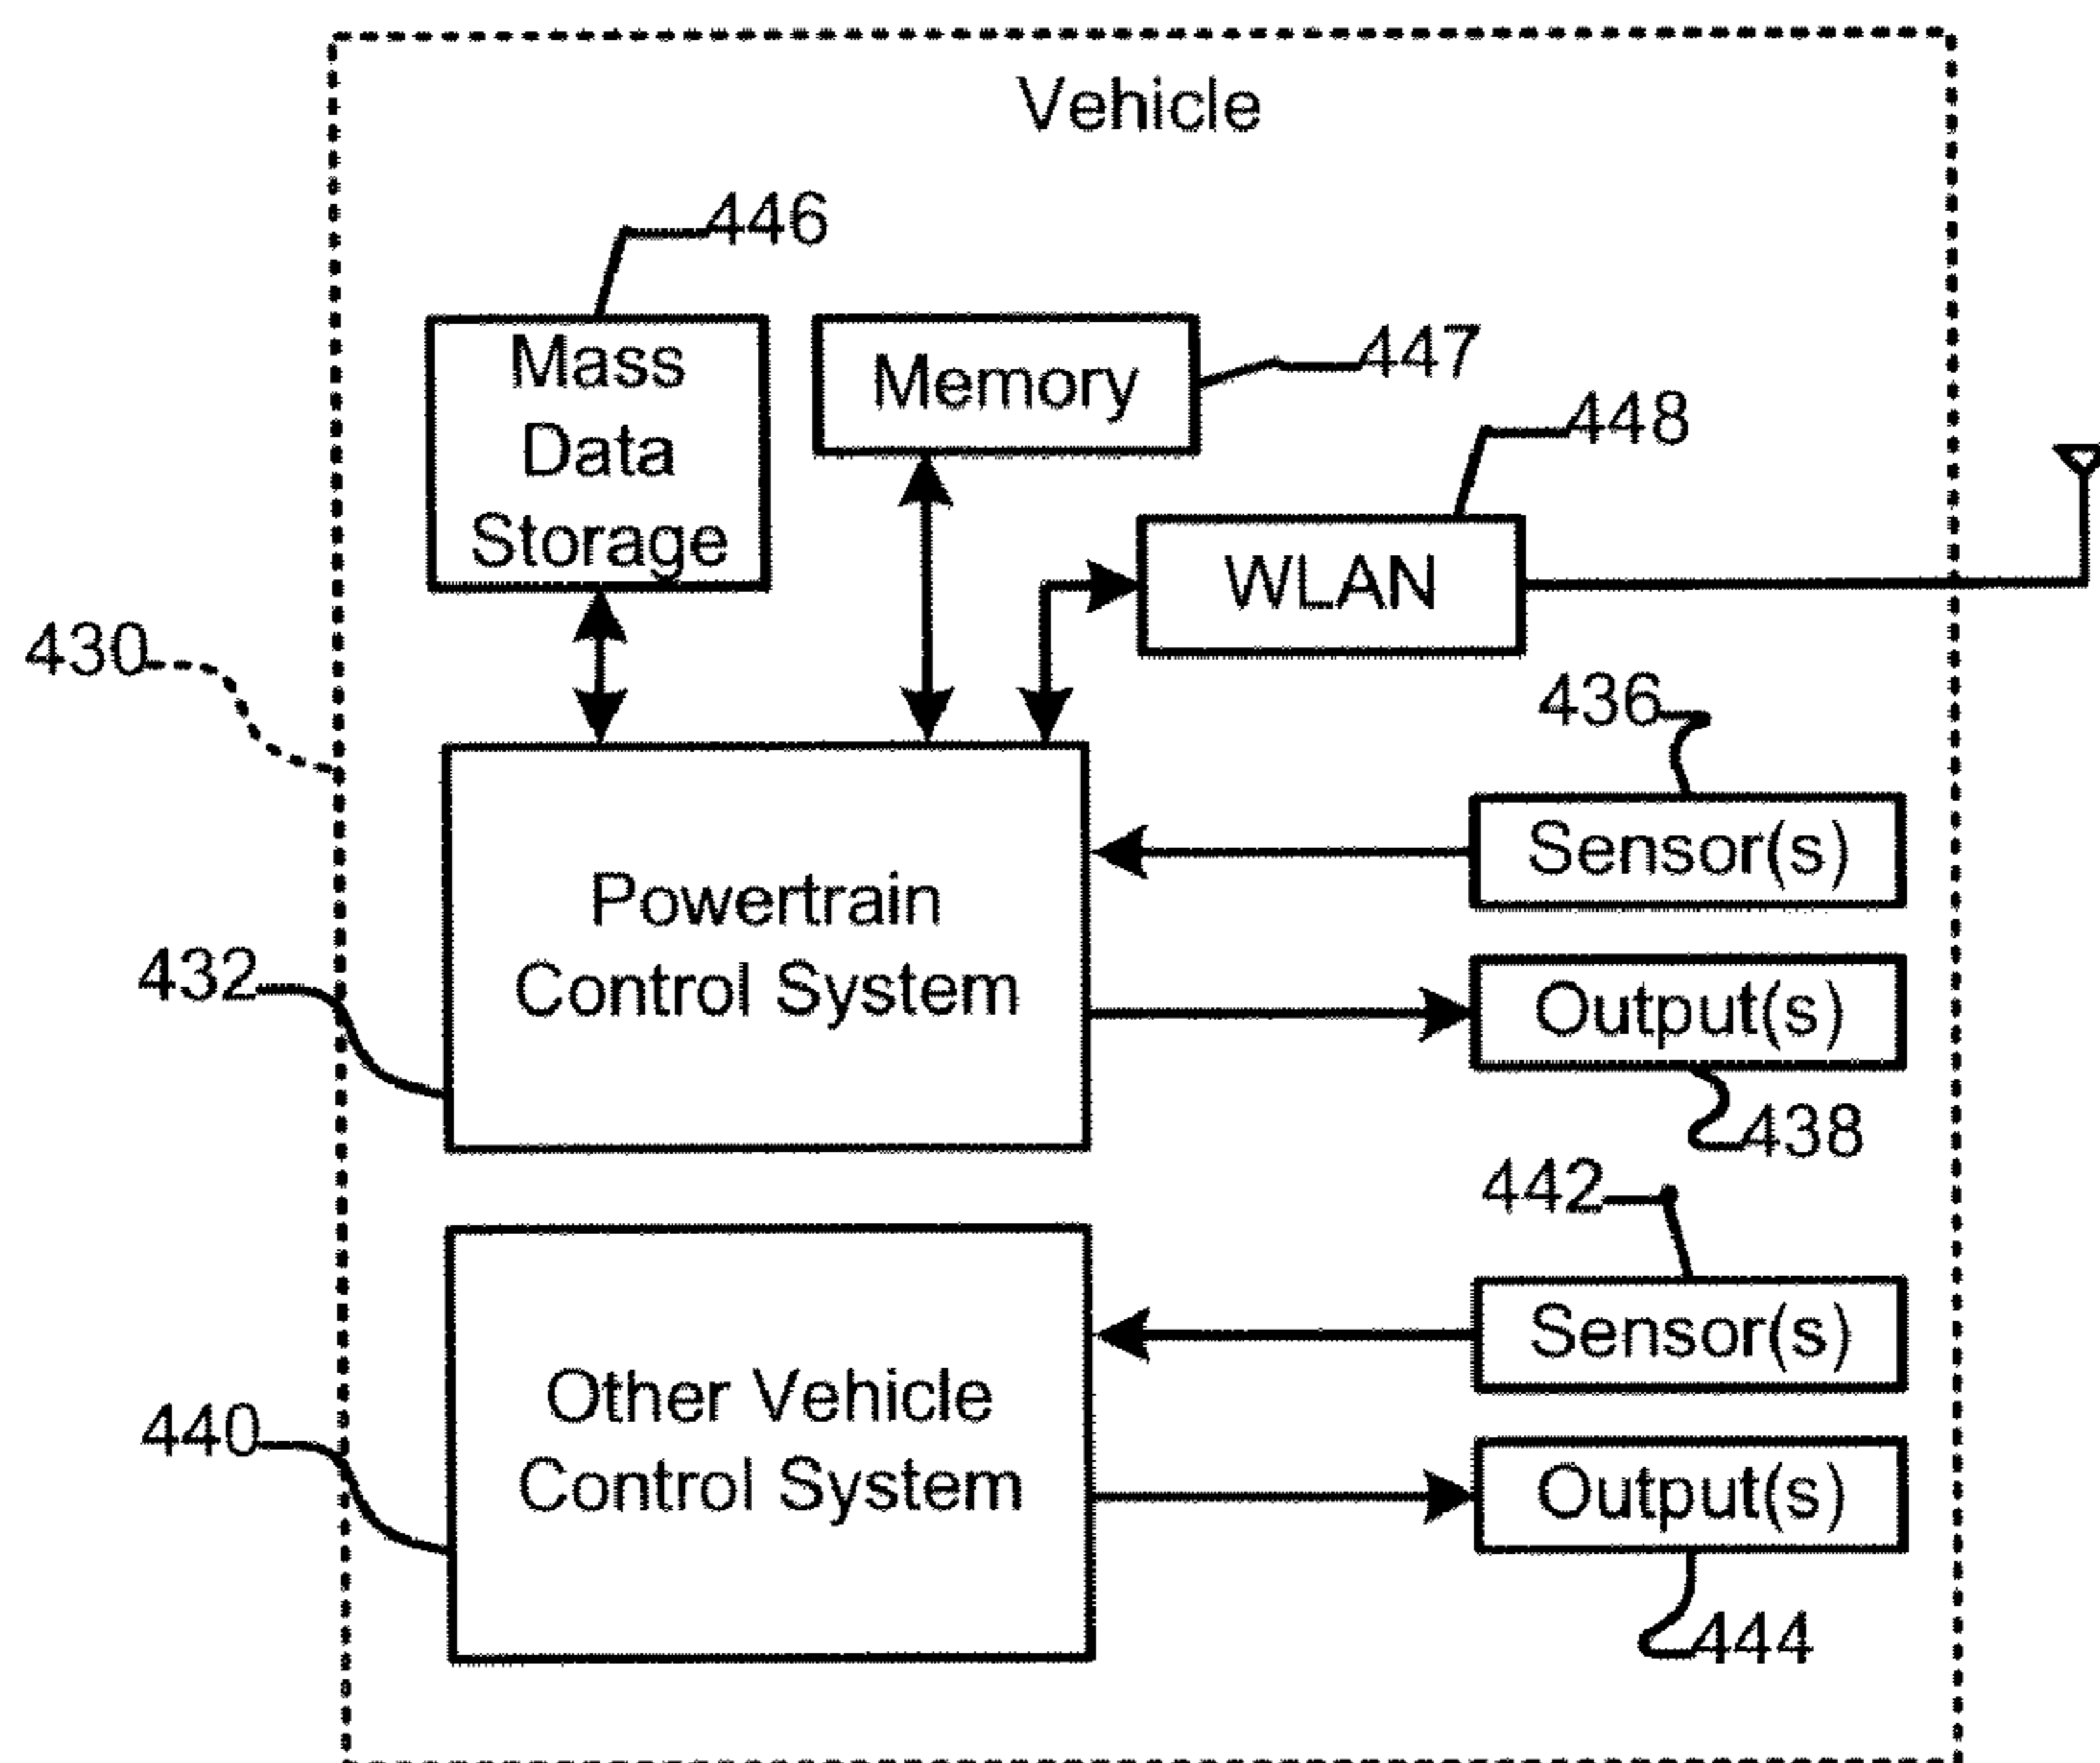 Vehicle
446
Mass
Data
Storage
Memory
447
448
WLAN
430
436
Sensor(s)
Powertrain
Control System
432
Output(s)
438
442
Sensor(s)
Other Vehicle
Control System
440
Output(s)
444